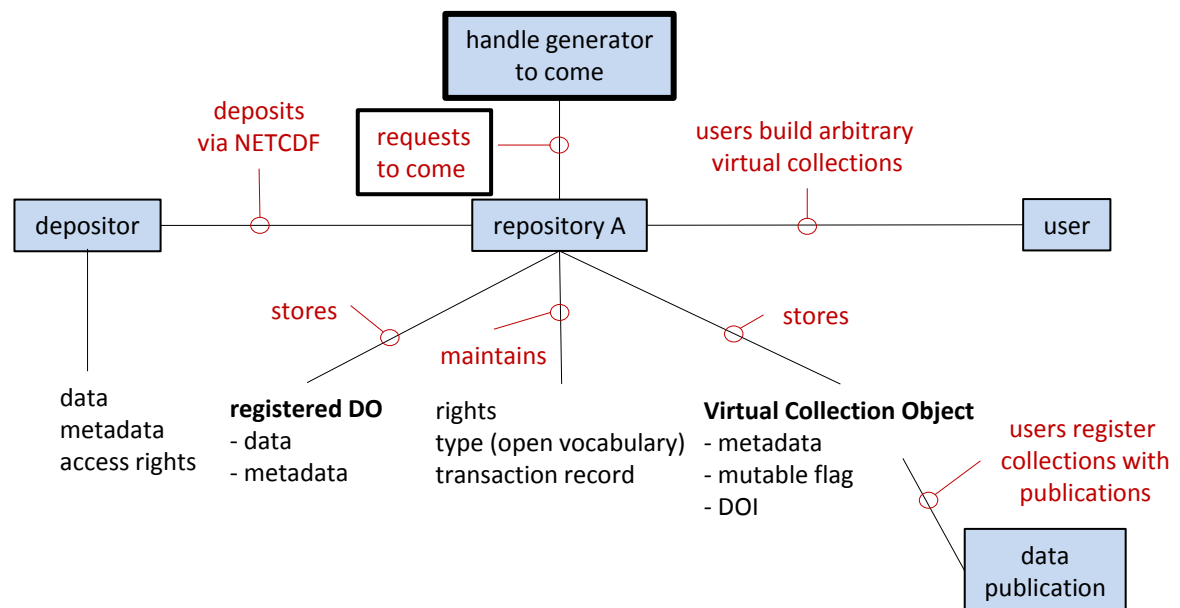 handle generator
to come
deposits
via NETCDF
requests
to come
users build arbitrary
virtual collections
depositor
repository A
user
stores
maintains
stores
data
metadata
access rights
registered DO
- data
- metadata
rights
type (open vocabulary)
transaction record
Virtual Collection Object
- metadata
- mutable flag
- DOI
users register
collections with
publications
data
publication